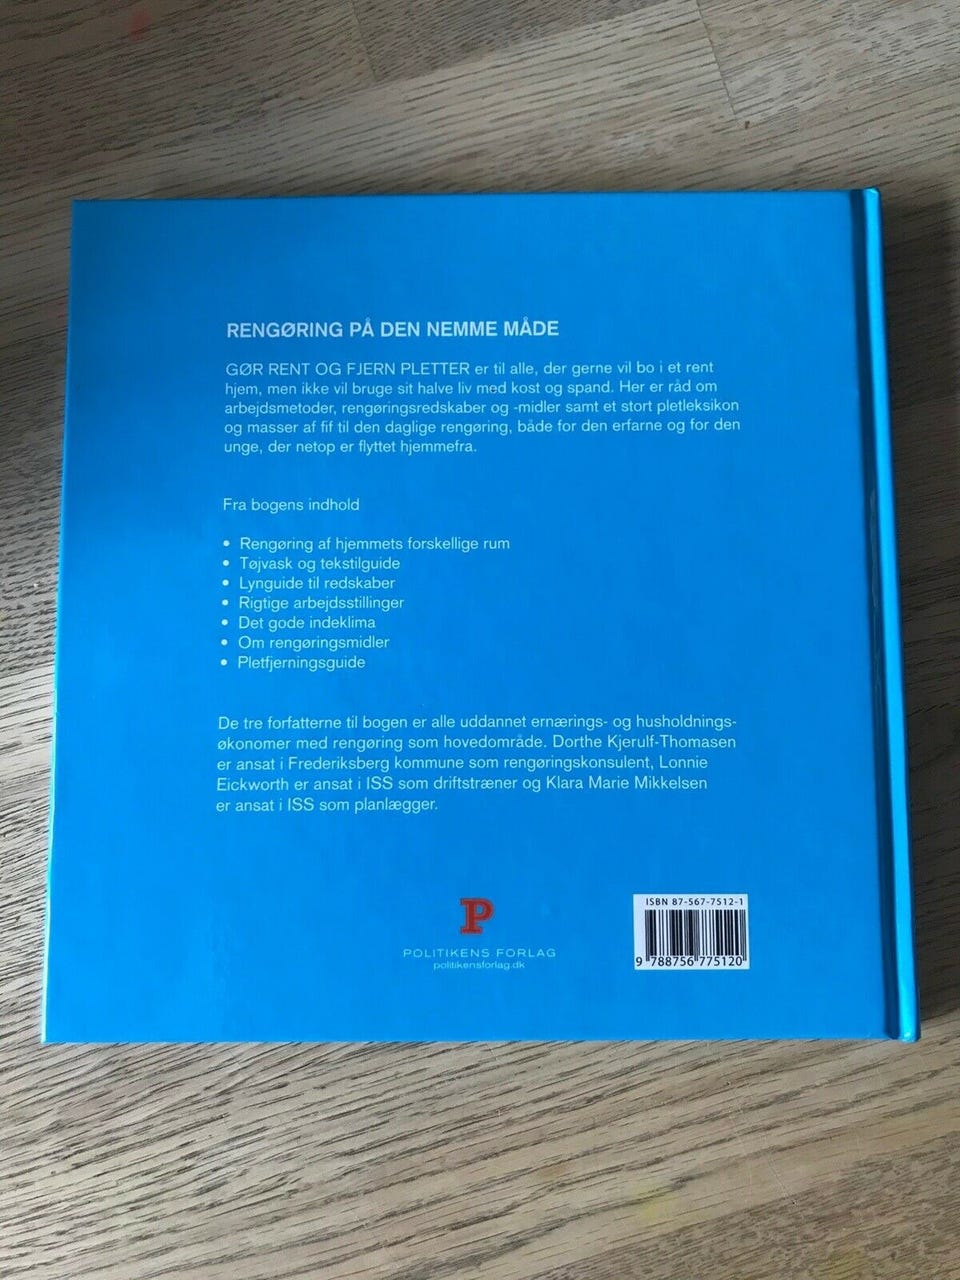 RENGØRING PÅ DEN NEMME MÅDE
GØR RENT OG FJERN PLETTER er til alle, der gerne vil bo i et rent
hjem, men ikke vil bruge sit halve liv med kost og spand. Her er råd om
arbejdsmetoder, rengøringsredskaber og -midler samt et stort pletleksikon
og masser af fif til den daglige rengøring, både for den erfarne og for den
unge, der netop er flyttet hjemmefra.
Fra bogens indhold
• Rengøring af hjemmets forskellige rum
• Tøjvask og tekstilguide
• Lynguide til redskaber
• Rigtige arbejdsstillinger
• Det gode indeklima
• Om rengøringsmidler
• Pletfjerningsguide
De tre forfatterne til bogen er alle uddannet ernærings- og husholdnings-
økonomer med rengøring som hovedområde. Dorthe Kjerulf-Thomasen
er ansat i Frederiksberg kommune som rengøringskonsulent, Lonnie
Eickworth er ansat i ISS som driftstræner og Klara Marie Mikkelsen
er ansat i ISS som planlægger.
P
POLITIKENS FORLAG
politikensforlag.dk
ISBN 87-567-7512-1
9 788756 775120